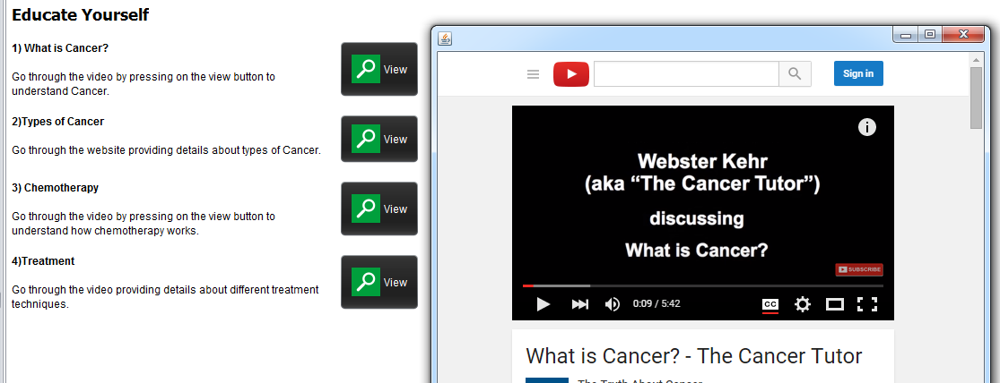 Educate Yourself
1) What is Cancer?
Go through the video by pressing on the view button to
understand Cancer.
View
2)Types of Cancer
Go through the website providing details about types of Cancer.
View
3) Chemotherapy
Go through the video by pressing on the view button to
understand how chemotherapy works.
View
4)Treatment
Go through the video providing details about different treatment
techniques.
View
Sign in
i
Webster Kehr
(aka “The Cancer Tutor”)
discussing
What is Cancer?
SUBSCRIBE
0:09 / 5:42
CC
What is Cancer? - The Cancer Tutor
The Truth About Cancer